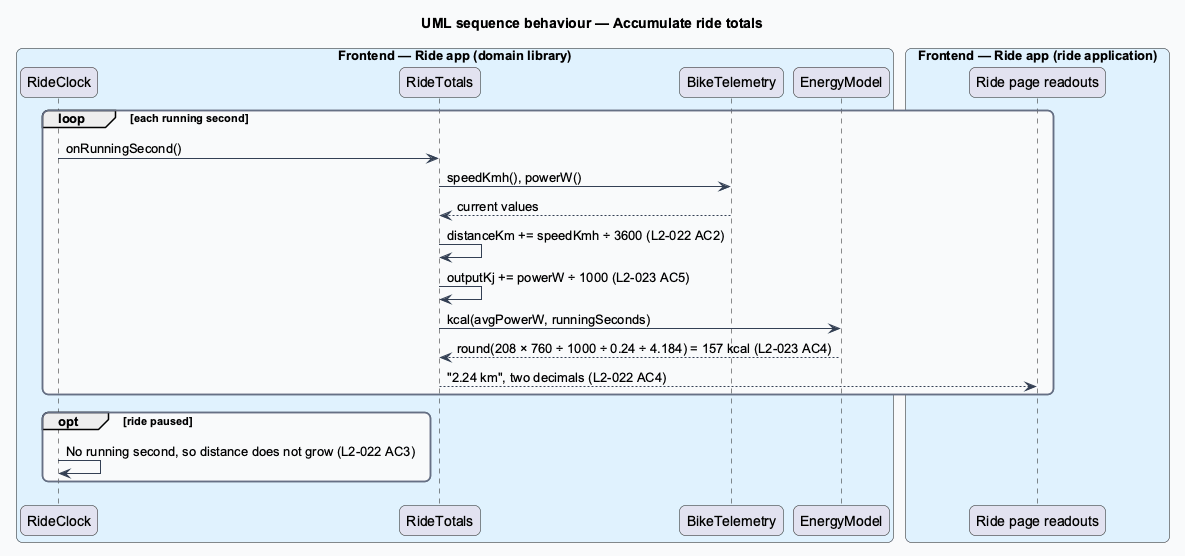 UML sequence behaviour — Accumulate ride totals
Frontend — Ride app (domain library)
Frontend — Ride app (ride application)
RideClock
RideTotals
BikeTelemetry
EnergyModel
Ride page readouts
loop
[each running second]
onRunningSecond()
speedKmh(), powerW()
current values
distanceKm += speedKmh ÷ 3600 (L2-022 AC2)
outputKj += powerW ÷ 1000 (L2-023 AC5)
kcal(avgPowerW, runningSeconds)
round(208 × 760 ÷ 1000 ÷ 0.24 ÷ 4.184) = 157 kcal (L2-023 AC4)
"2.24 km", two decimals (L2-022 AC4)
opt
[ride paused]
No running second, so distance does not grow (L2-022 AC3)
RideClock
RideTotals
BikeTelemetry
EnergyModel
Ride page readouts